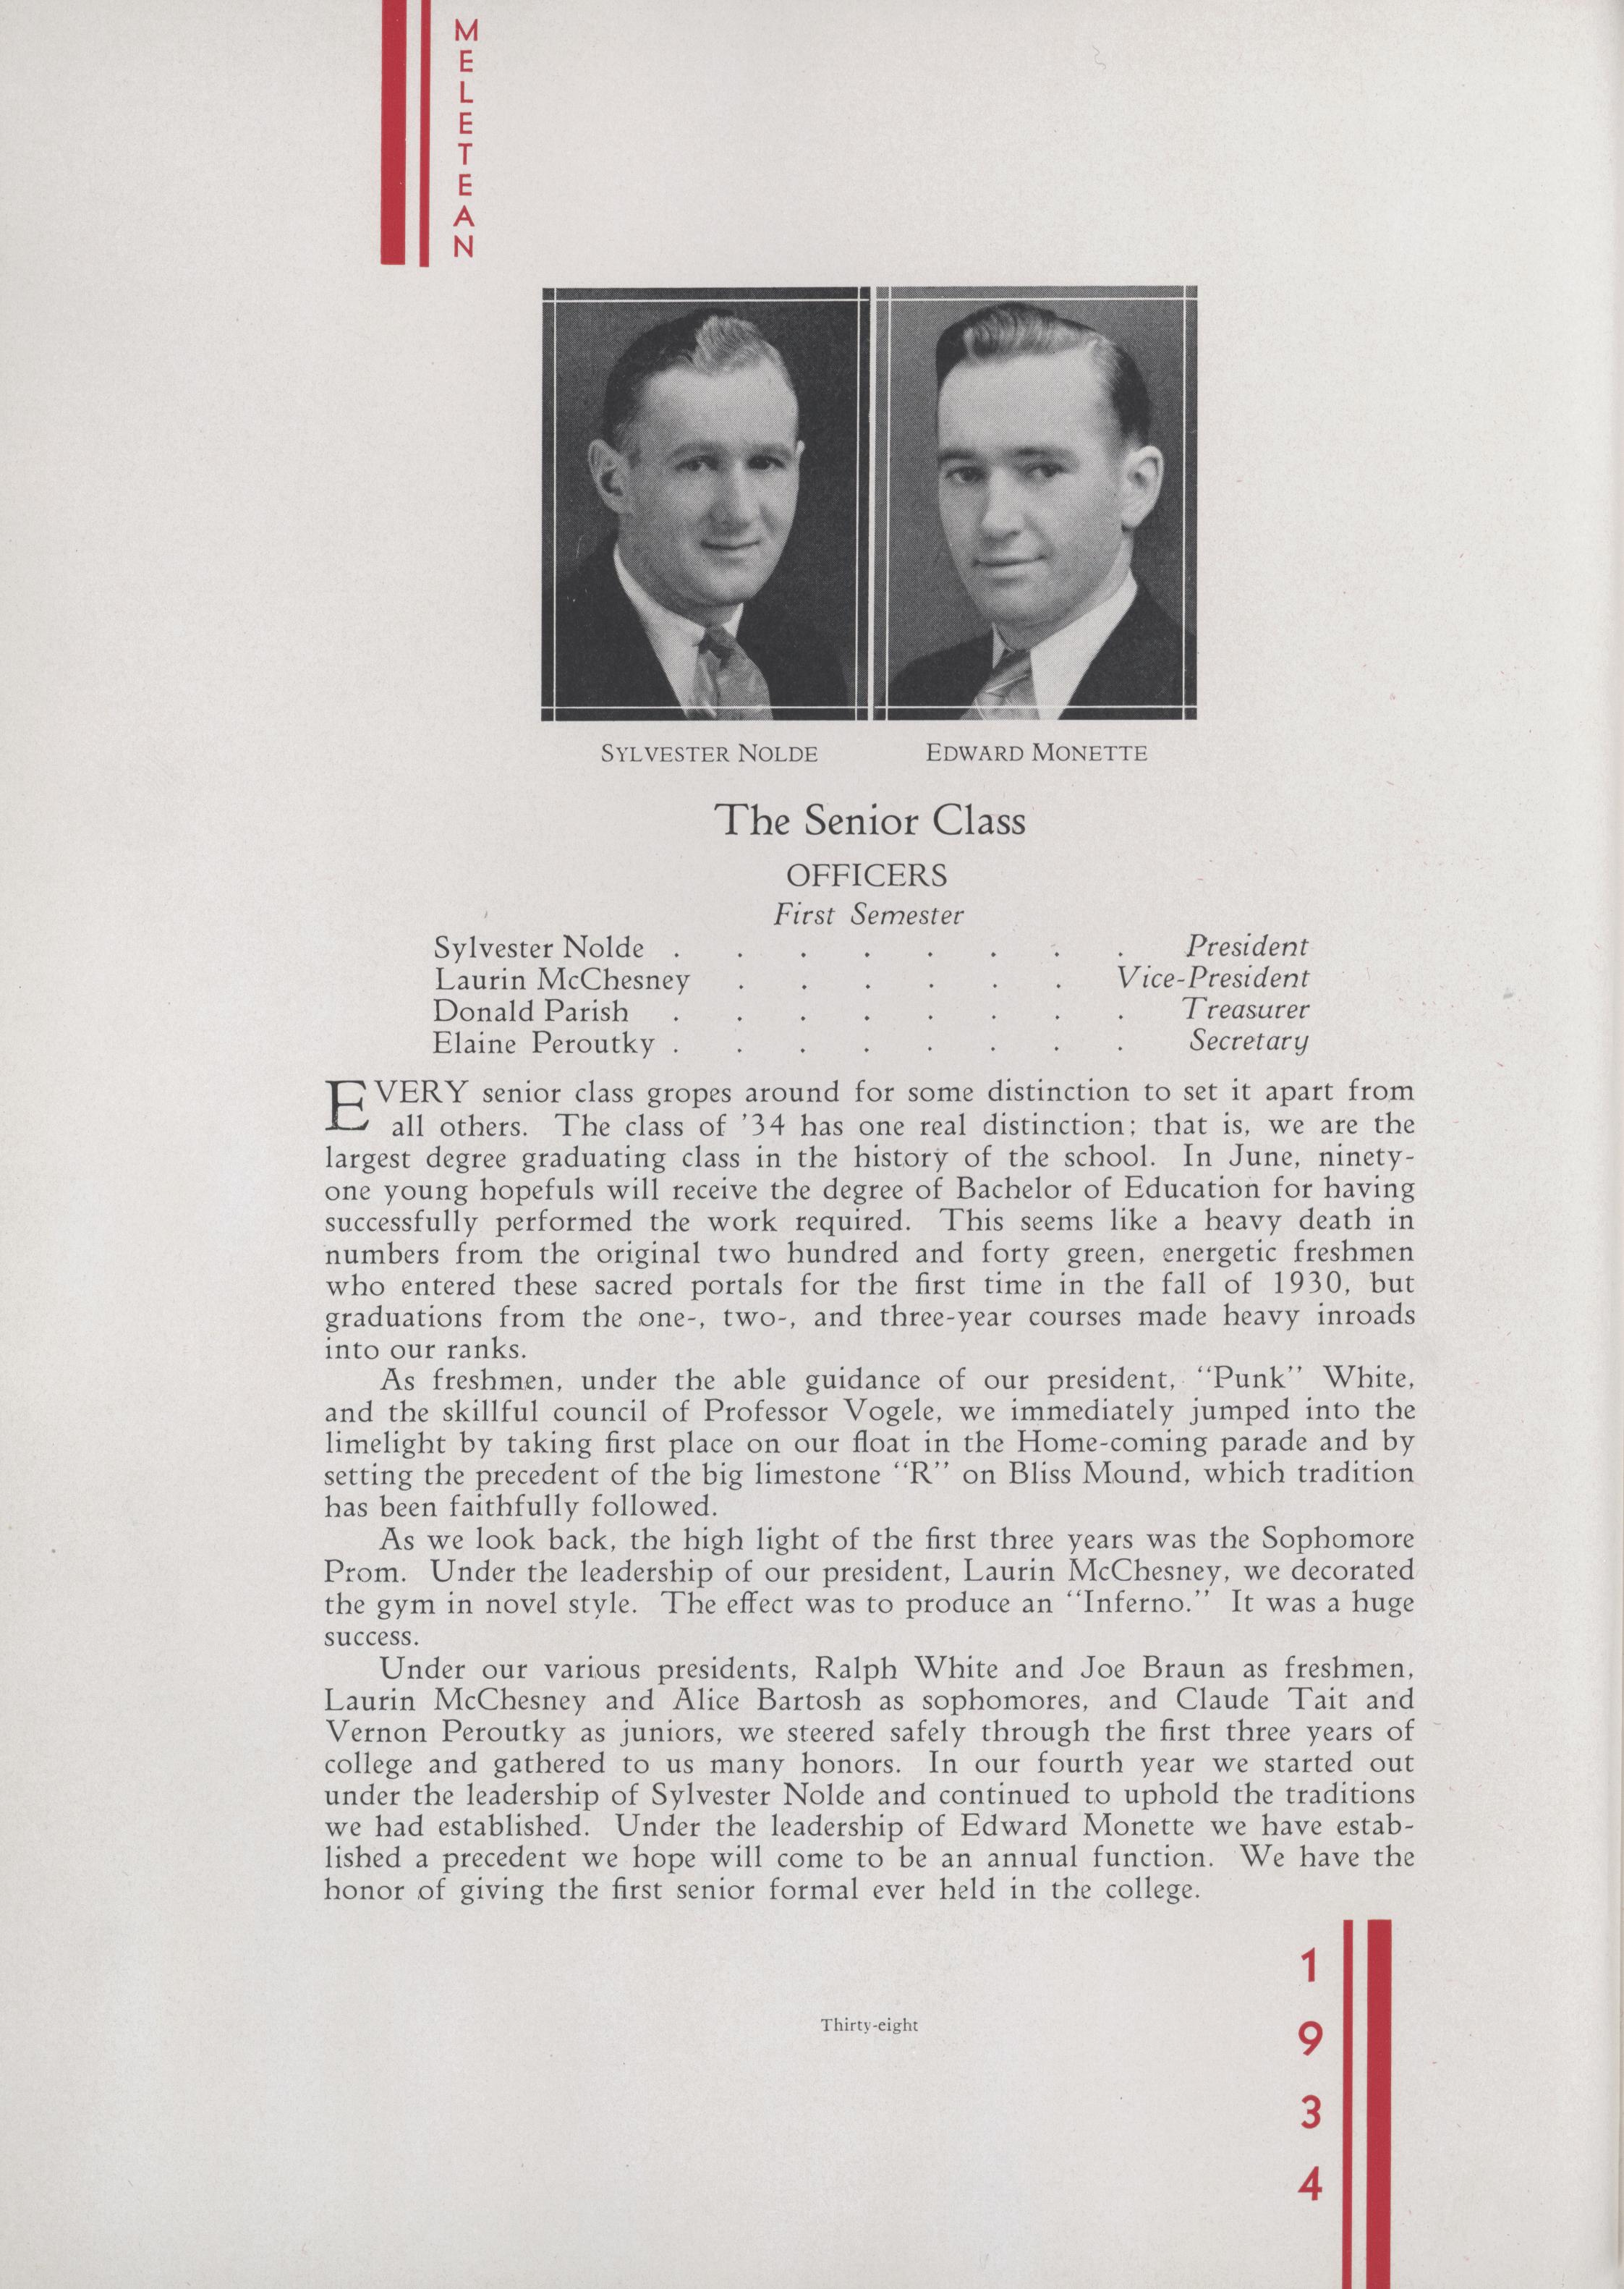 MELETEAN
SYLVESTER NOLDE
EDWARD MONETTE
The Senior Class
OFFICERS
First Semester
Sylvester Nolde . . . . . . . . President
Laurin McChesney . . . . . . Vice-President
Donald Parish . . . . . . . . Treasurer
Elaine Peroutky . . . . . . . . Secretary
EVERY senior class gropes around for some distinction to set it apart from
all others. The class of '34 has one real distinction; that is, we are the
largest degree graduating class in the history of the school. In June, ninety-
one young hopefuls will receive the degree of Bachelor of Education for having
successfully performed the work required. This seems like a heavy death in
numbers from the original two hundred and forty green, energetic freshmen
who entered these sacred portals for the first time in the fall of 1930, but
graduations from the one-, two-, and three-year courses made heavy inroads
into our ranks.
As freshmen, under the able guidance of our president, "Punk" White,
and the skillful council of Professor Vogele, we immediately jumped into the
limelight by taking first place on our float in the Home-coming parade and by
setting the precedent of the big limestone "R" on Bliss Mound, which tradition
has been faithfully followed.
As we look back, the high light of the first three years was the Sophomore
Prom. Under the leadership of our president, Laurin McChesney, we decorated
the gym in novel style. The effect was to produce an "Inferno." It was a huge
success.
Under our various presidents, Ralph White and Joe Braun as freshmen,
Laurin McChesney and Alice Bartosh as sophomores, and Claude Tait and
Vernon Peroutky as juniors, we steered safely through the first three years of
college and gathered to us many honors. In our fourth year we started out
under the leadership of Sylvester Nolde and continued to uphold the traditions
we had established. Under the leadership of Edward Monette we have estab-
lished a precedent we hope will come to be an annual function. We have the
honor of giving the first senior formal ever held in the college.
Thirty-eight
1934